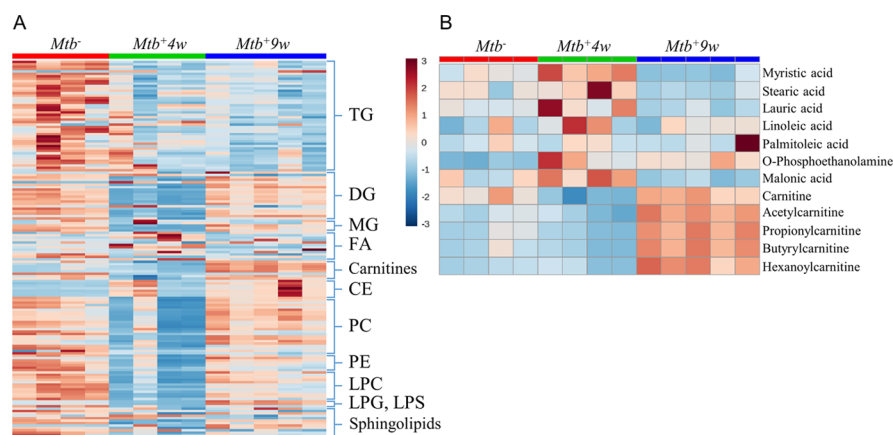 A
Mtb⁻ Mtb⁺4w Mtb⁺9w
TG
DG
MG
FA
Carnitines
CE
PC
PE
LPC
LPG, LPS
Sphingolipids
3
2
1
0
-1
-2
-3
B
Mtb⁻ Mtb⁺4w Mtb⁺9w
Myristic acid
Stearic acid
Lauric acid
Linoleic acid
Palmitoleic acid
O-Phosphoethanolamine
Malonic acid
Carnitine
Acetylcarnitine
Propionylcarnitine
Butyrylcarnitine
Hexanoylcarnitine